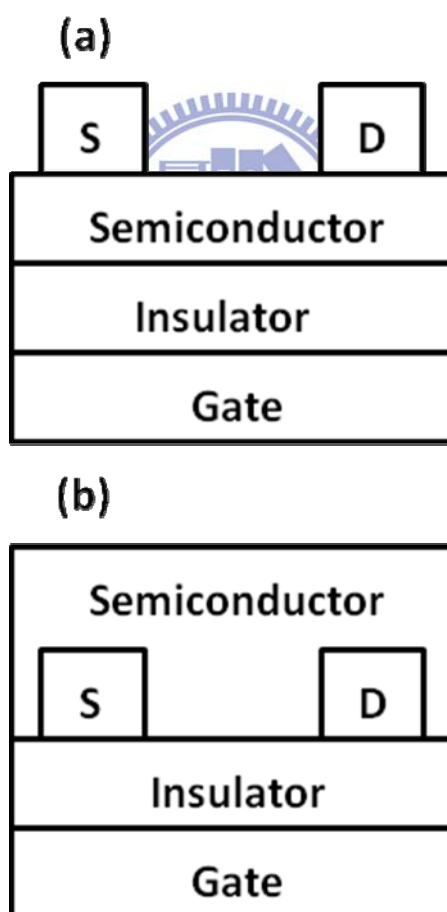 (a)
S D
Semiconductor
Insulator
Gate
(b)
Semiconductor
S D
Insulator
Gate